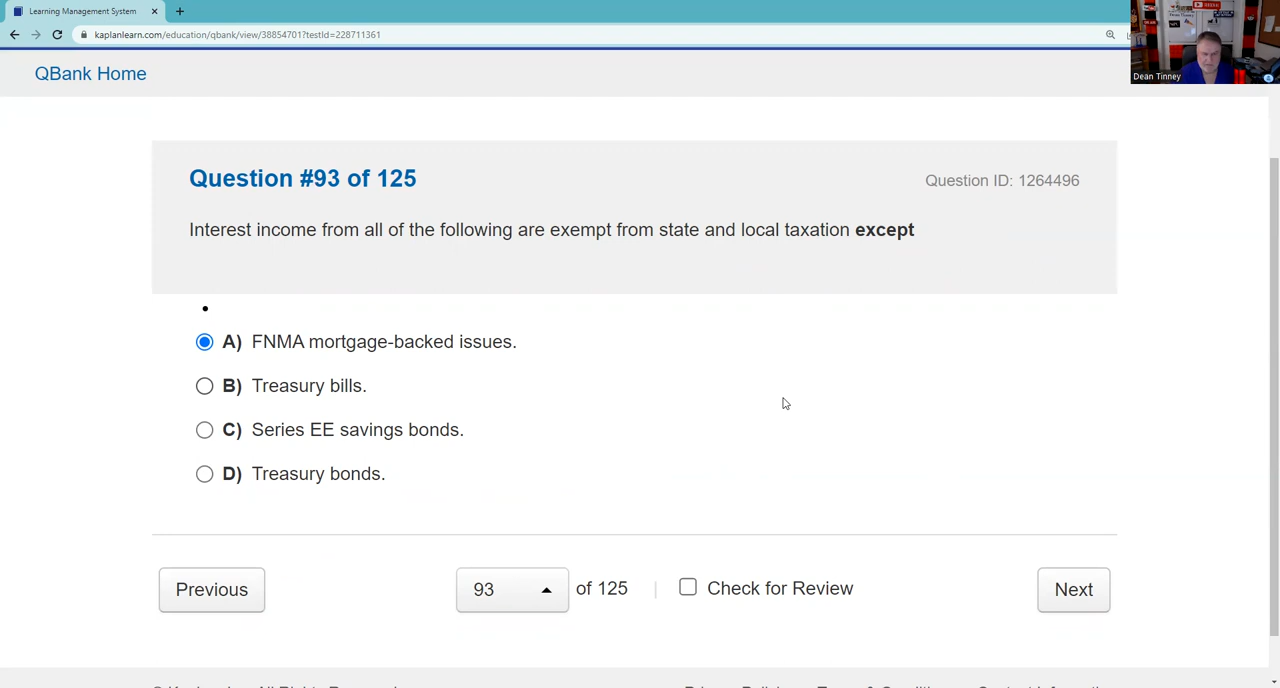 Learning Management System
kaplanlearn.com/education/qbank/view/38854701?testId=228711361
Dean Tinney
QBank Home
Question #93 of 125
Question ID: 1264496
Interest income from all of the following are exempt from state and local taxation except
A) FNMA mortgage-backed issues.
B) Treasury bills.
C) Series EE savings bonds.
D) Treasury bonds.
Previous
93
of 125
Check for Review
Next